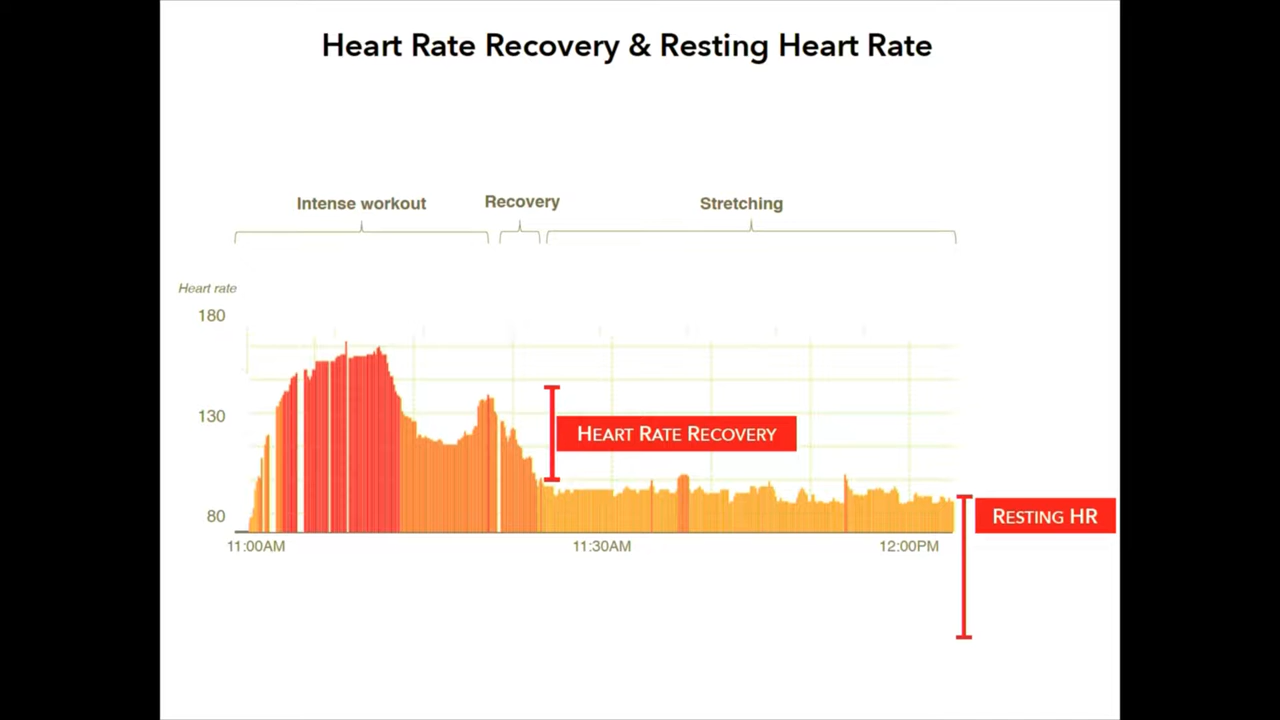 Heart Rate Recovery & Resting Heart Rate
Intense workout
Recovery
Stretching
Heart rate
180
130
80
HEART RATE RECOVERY
RESTING HR
11:00AM
11:30AM
12:00PM